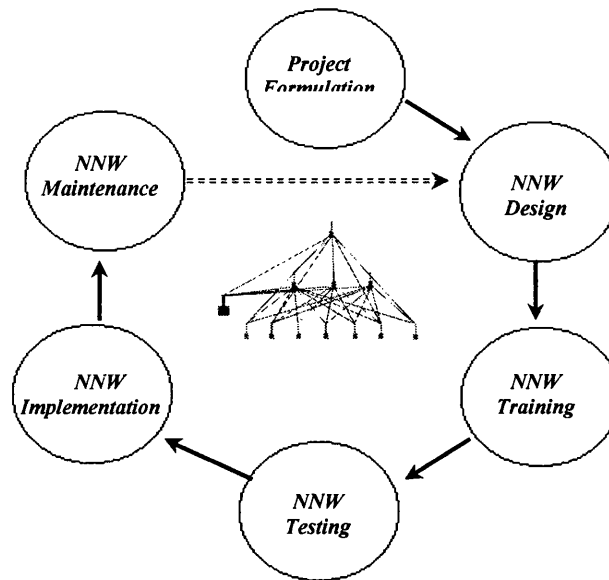 Project
Formulation
NNW
Design
NNW
Training
NNW
Testing
NNW
Implementation
NNW
Maintenance